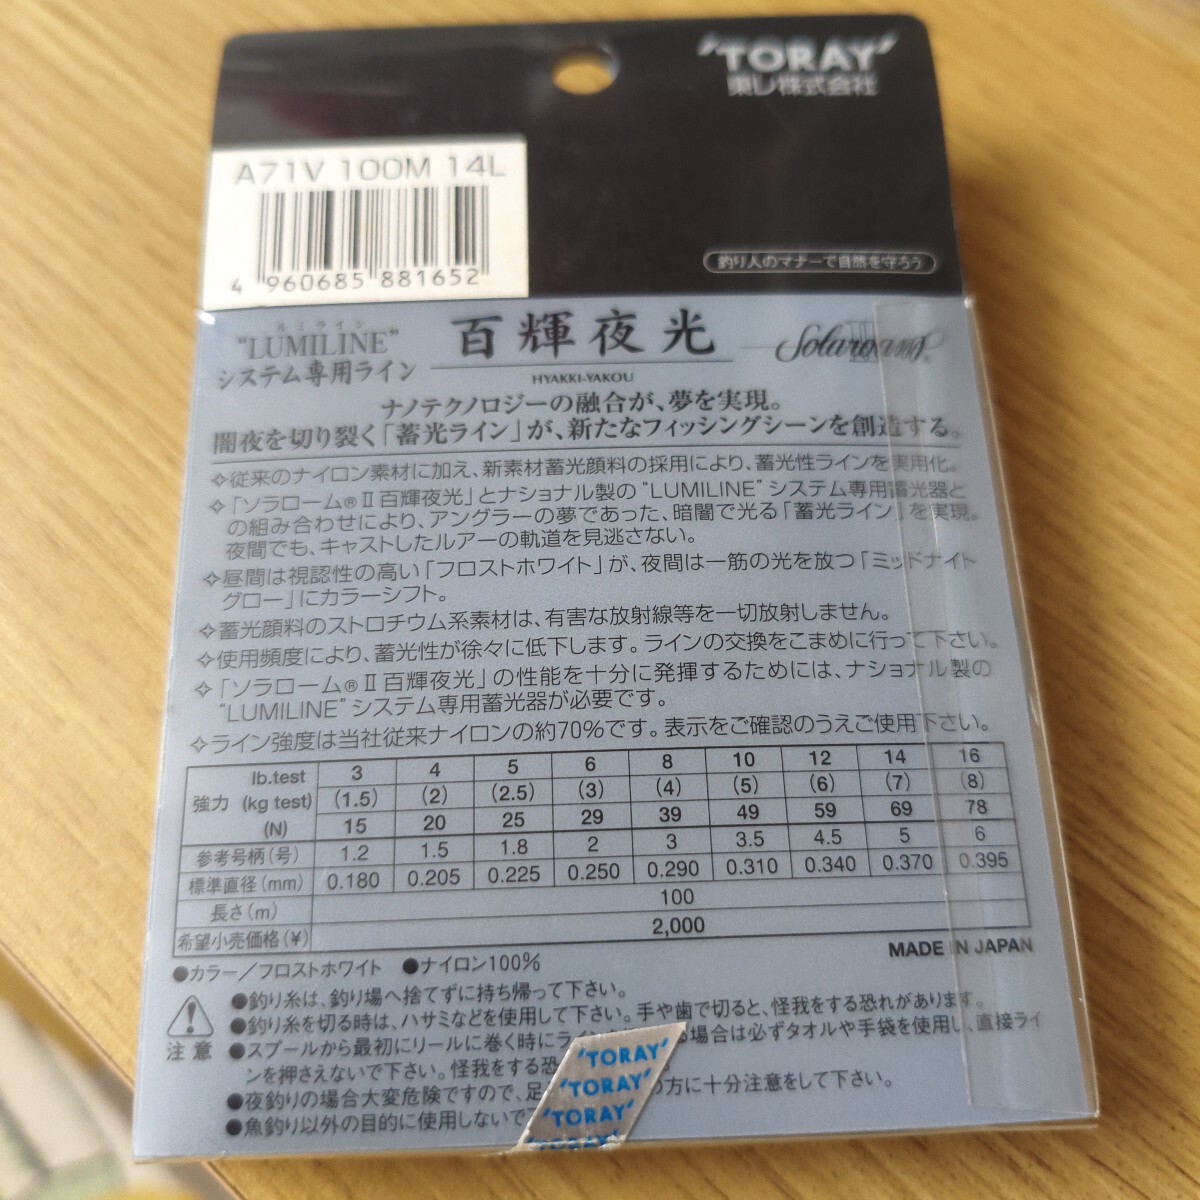 'TORAY'
東レ株式会社
A71V 100M 14L
4 960685 881652
釣り人のマナーで自然を守ろう
ルミライン
"LUMILINE"
システム専用ライン
百輝夜光
HYAKKI-YAKOU
Solaroam® II
ナノテクノロジーの融合が、夢を実現。
闇夜を切り裂く「蓄光ライン」が、新たなフィッシングシーンを創造する。
✧従来のナイロン素材に加え、新素材蓄光顔料の採用により、蓄光性ラインを実用化。
✧「ソラローム®Ⅱ百輝夜光」とナショナル製の"LUMILINE"システム専用蓄光器と
の組み合わせにより、アングラーの夢であった、暗闇で光る「蓄光ライン」を実現。
夜間でも、キャストしたルアーの軌道を見逃さない。
✧昼間は視認性の高い「フロストホワイト」が、夜間は一筋の光を放つ「ミッドナイト
グロー」にカラーシフト。
✧蓄光顔料のストロチウム系素材は、有害な放射線等を一切放射しません。
✧使用頻度により、蓄光性が徐々に低下します。ラインの交換をこまめに行って下さい。
✧「ソラローム®Ⅱ百輝夜光」の性能を十分に発揮するためには、ナショナル製の
"LUMILINE"システム専用蓄光器が必要です。
✧ライン強度は当社従来ナイロンの約70%です。表示をご確認のうえご使用下さい。
強力 lb.test 3 4 5 6 8 10 12 14 16
(kg test) (1.5) (2) (2.5) (3) (4) (5) (6) (7) (8)
(N) 15 20 25 29 39 49 59 69 78
参考号柄(号) 1.2 1.5 1.8 2 3 3.5 4.5 5 6
標準直径(mm) 0.180 0.205 0.225 0.250 0.290 0.310 0.340 0.370 0.395
長さ(m) 100
希望小売価格(¥) 2,000
MADE IN JAPAN
●カラー/フロストホワイト ●ナイロン100%
注意
●釣り糸は、釣り場へ捨てずに持ち帰って下さい。
●釣り糸を切る時は、ハサミなどを使用して下さい。手や歯で切ると、怪我をする恐れがあります。
●スプールから最初にリールに巻く時にライン 場合は必ずタオルや手袋を使用し、直接ライ
ンを押さえないで下さい。怪我をする恐
●夜釣りの場合大変危険ですので、足 の方に十分注意をして下さい。
●魚釣り以外の目的に使用しないで下
'TORAY'
'TORAY'
'TORAY'
'TORAY'